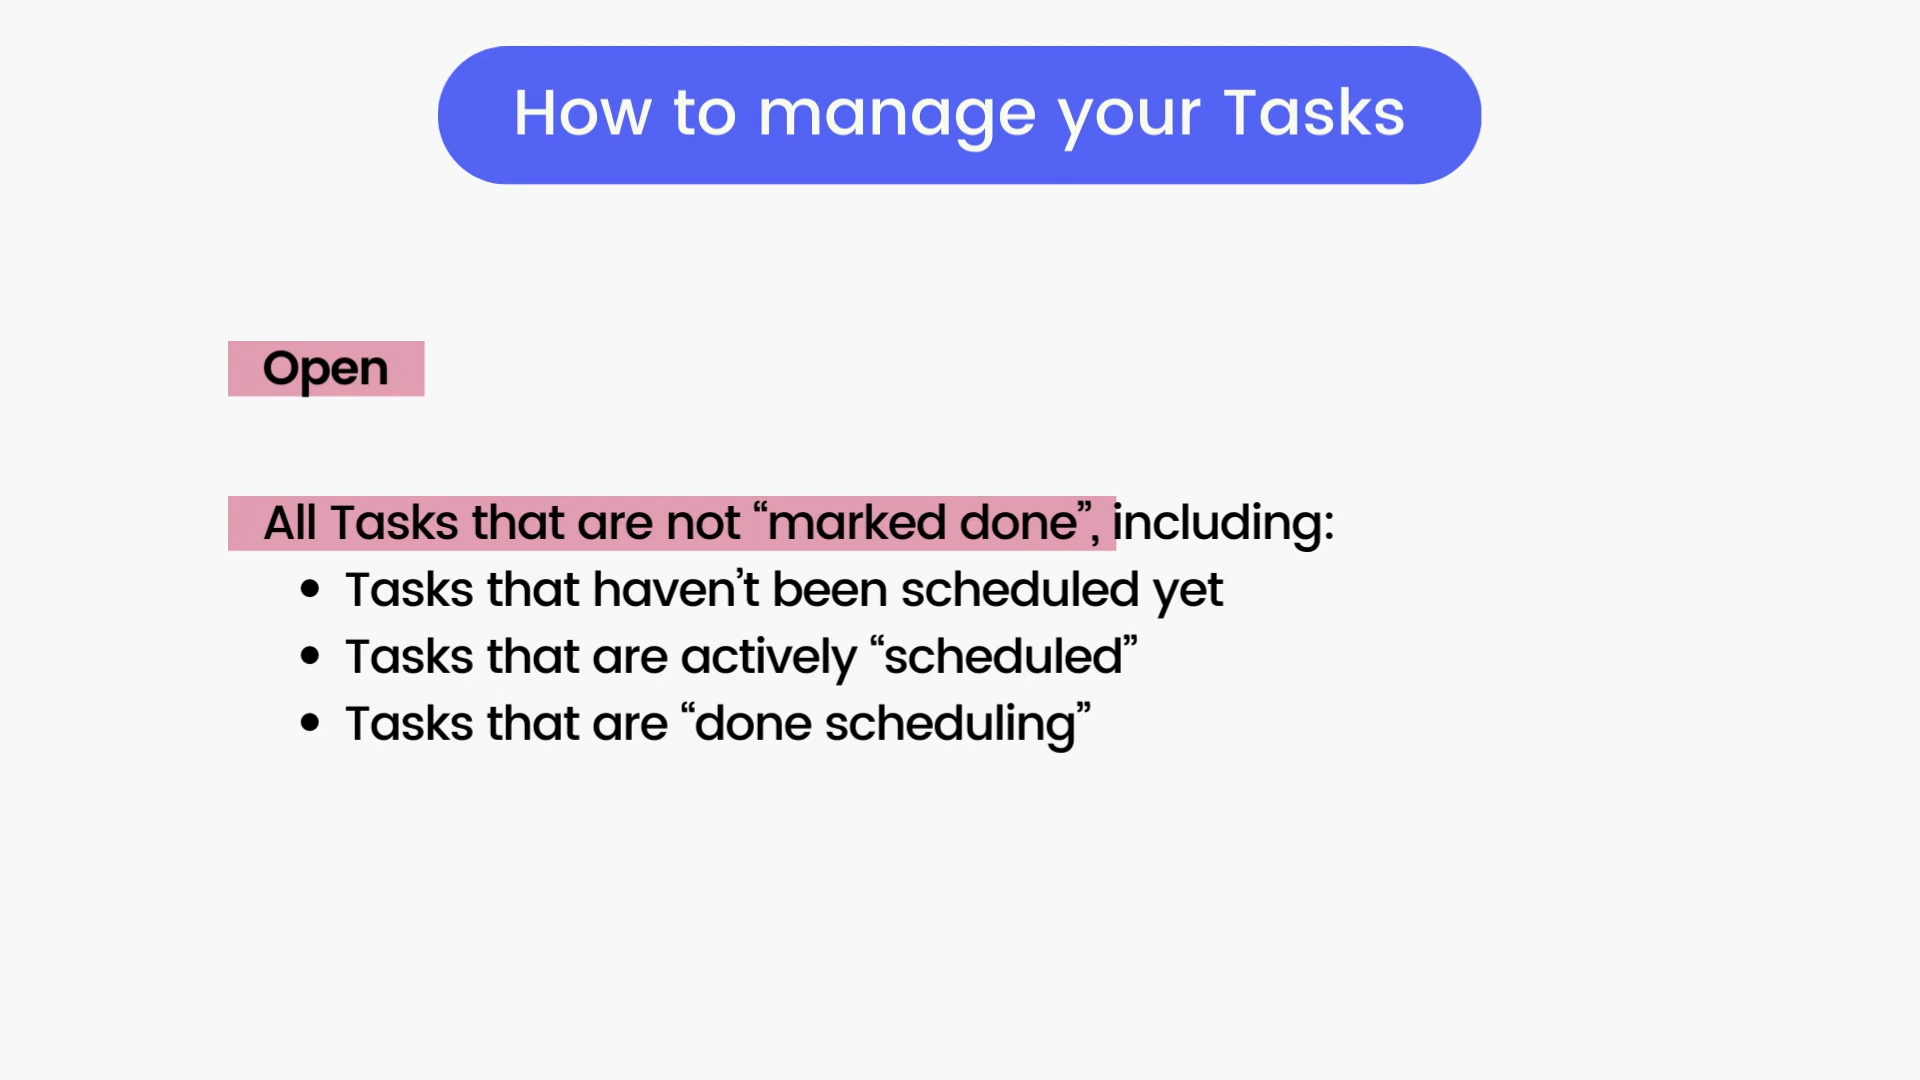 How to manage your Tasks
Open
All Tasks that are not “marked done”, including:
• Tasks that haven’t been scheduled yet
• Tasks that are actively “scheduled”
• Tasks that are “done scheduling”